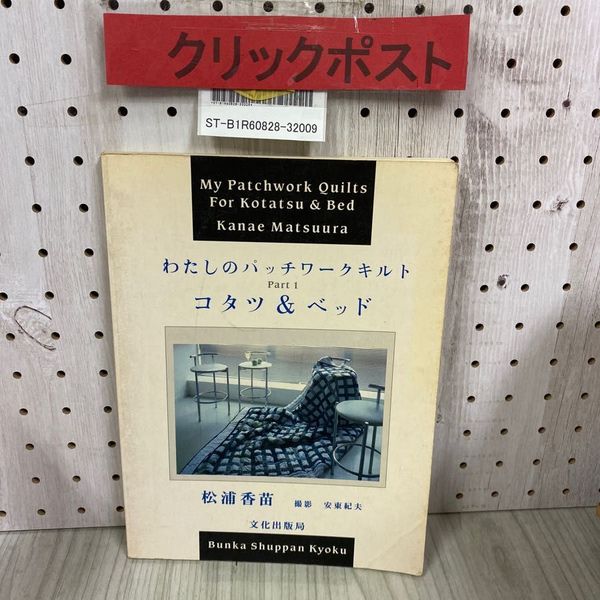 クリックポスト
ST-B1R60828-32009
My Patchwork Quilts
For Kotatsu & Bed
Kanae Matsuura
わたしのパッチワークキルト
Part 1
コタツ & ベッド
松浦香苗 撮影 安東紀夫
文化出版局
Bunka Shuppan Kyoku